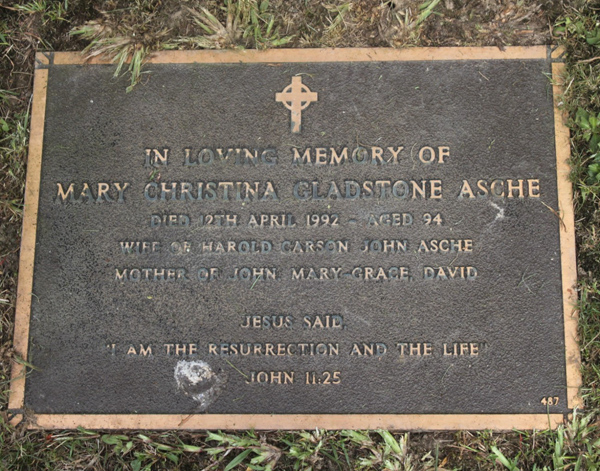 IN LOVING MEMORY OF
MARY CHRISTINA GLADSTONE ASCHE
DIED 12TH APRIL 1992 - AGED 94
WIFE OF HAROLD CARSON JOHN ASCHE
MOTHER OF JOHN, MARY-GRACE, DAVID
JESUS SAID,
"I AM THE RESURRECTION AND THE LIFE"
JOHN 11:25
487